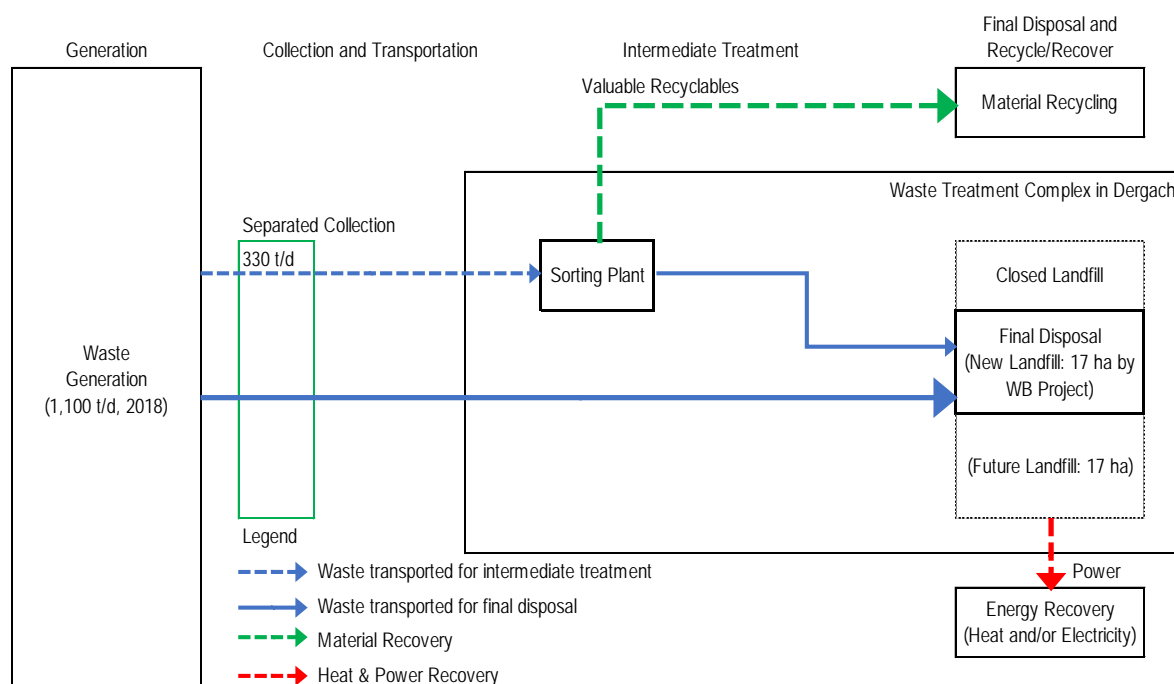 Generation
Collection and Transportation
Intermediate Treatment
Final Disposal and
Recycle/Recover
Valuable Recyclables
Material Recycling
Waste Treatment Complex in Dergach
Separated Collection
330 t/d
Sorting Plant
Closed Landfill
Final Disposal
(New Landfill: 17 ha by
WB Project)
Waste
Generation
(1,100 t/d, 2018)
(Future Landfill: 17 ha)
Legend
Waste transported for intermediate treatment
Waste transported for final disposal
Material Recovery
Heat & Power Recovery
Power
Energy Recovery
(Heat and/or Electricity)